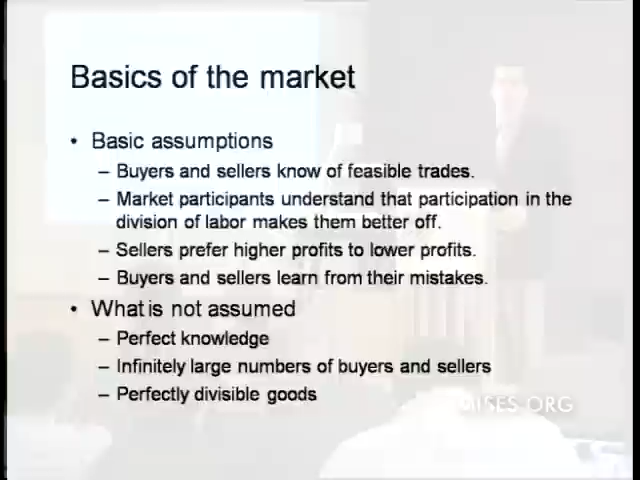 Basics of the market
• Basic assumptions
– Buyers and sellers know of feasible trades.
– Market participants understand that participation in the
division of labor makes them better off.
– Sellers prefer higher profits to lower profits.
– Buyers and sellers learn from their mistakes.
• What is not assumed
– Perfect knowledge
– Infinitely large numbers of buyers and sellers
– Perfectly divisible goods
MISES.ORG